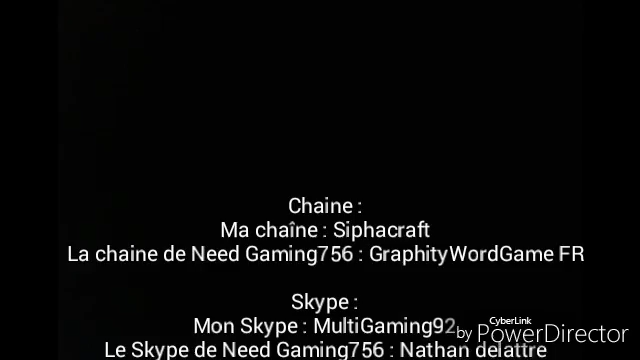 Chaine :
Ma chaîne : Siphacraft
La chaine de Need Gaming756 : GraphityWordGame FR
Skype :
Mon Skype : MultiGaming92
Le Skype de Need Gaming756 : Nathan delattre
CyberLink
by PowerDirector